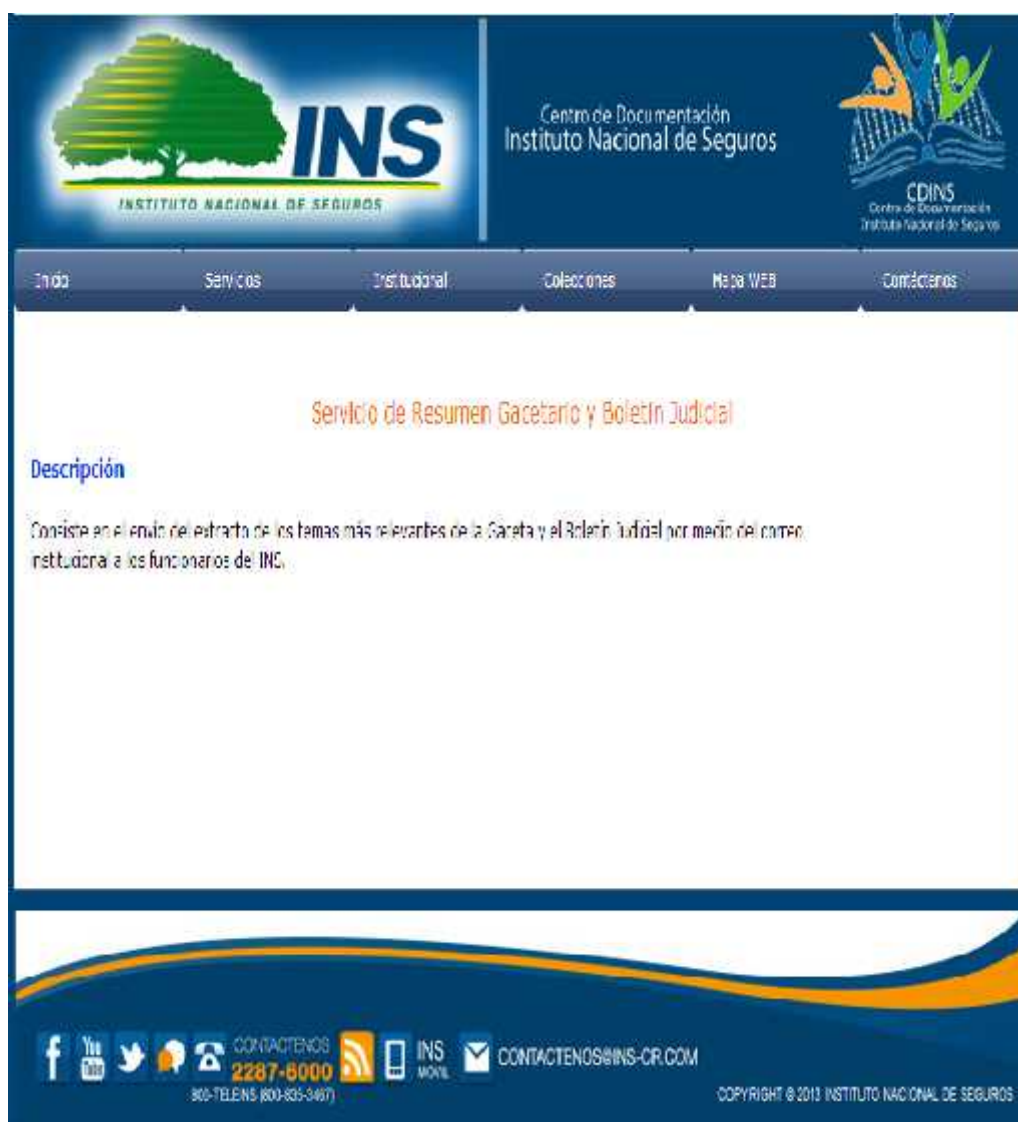 INS
INSTITUTO NACIONAL DE SEGUROS
Centro de Documentación
Instituto Nacional de Seguros
CDINS
Centro de Documentación
Instituto Nacional de Seguros
Inicio Servicios Institucional Colecciones Mapa WEB Contáctenos
Servicio de Resumen Gacetario y Boletín Judicial
Descripción
Consiste en el envío del extracto de los temas más relevantes de la Gaceta y el Boletín Judicial por medio del correo
institucional a los funcionarios del INS.
f You Tube CONTACTENOS
2287-6000
800-TELEINS (800-835-3467)
INS
MOVIL
CONTACTENOS@INS-CR.COM
COPYRIGHT @ 2013 INSTITUTO NACIONAL DE SEGUROS